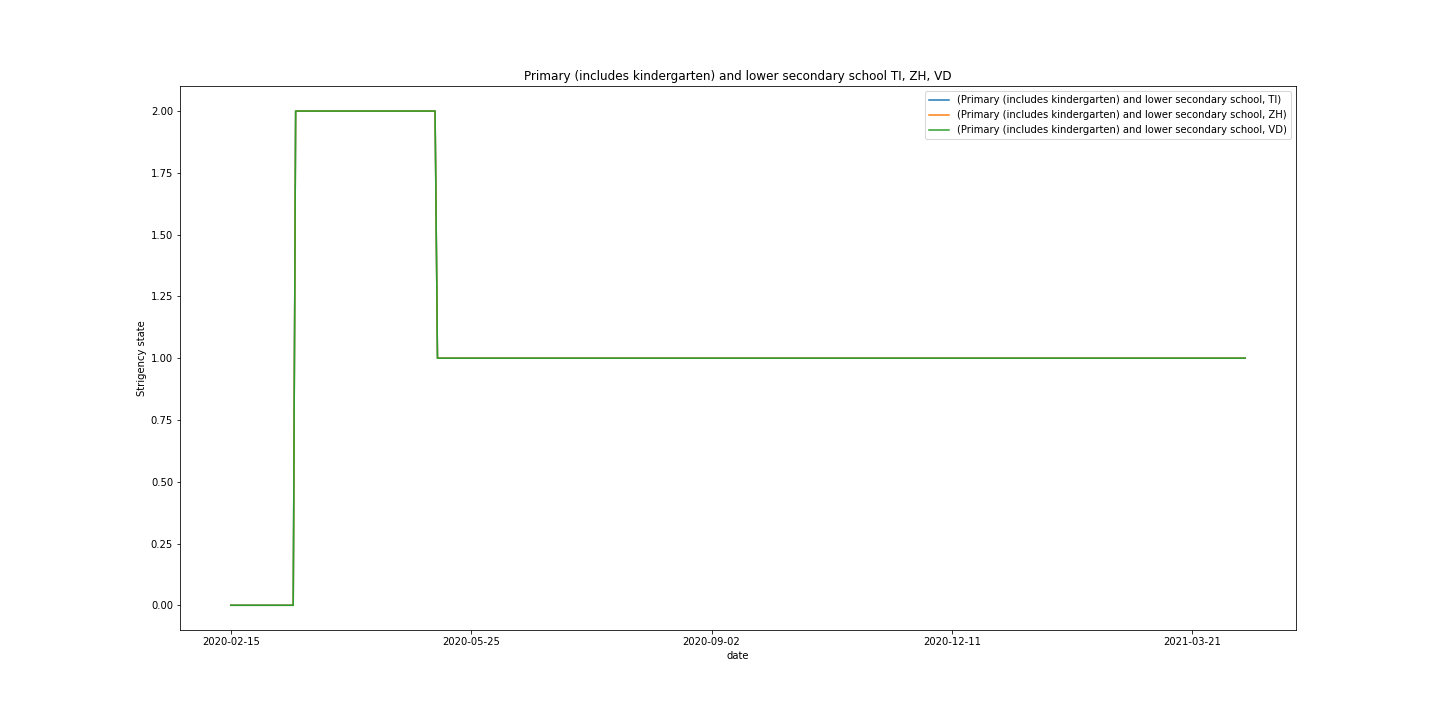 Primary (includes kindergarten) and lower secondary school TI, ZH, VD
(Primary (includes kindergarten) and lower secondary school, TI)
(Primary (includes kindergarten) and lower secondary school, ZH)
(Primary (includes kindergarten) and lower secondary school, VD)
2.00
1.75
1.50
1.25
1.00
0.75
0.50
0.25
0.00
Strigency state
2020-02-15 2020-05-25 2020-09-02 2020-12-11 2021-03-21
date